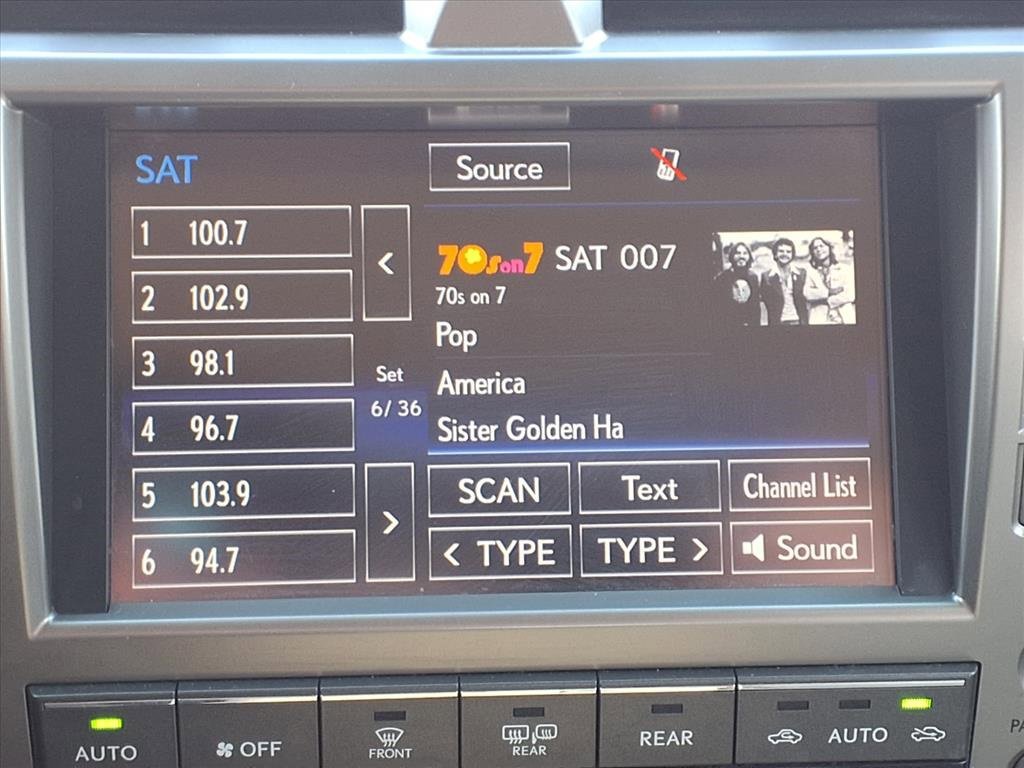 SAT
Source
1 100.7
2 102.9
3 98.1
4 96.7
5 103.9
6 94.7
<
Set
6/36
>
70s on 7 SAT 007
70s on 7
Pop
America
Sister Golden Ha
SCAN
Text
Channel List
< TYPE
TYPE >
Sound
AUTO
OFF
FRONT
REAR
REAR
AUTO